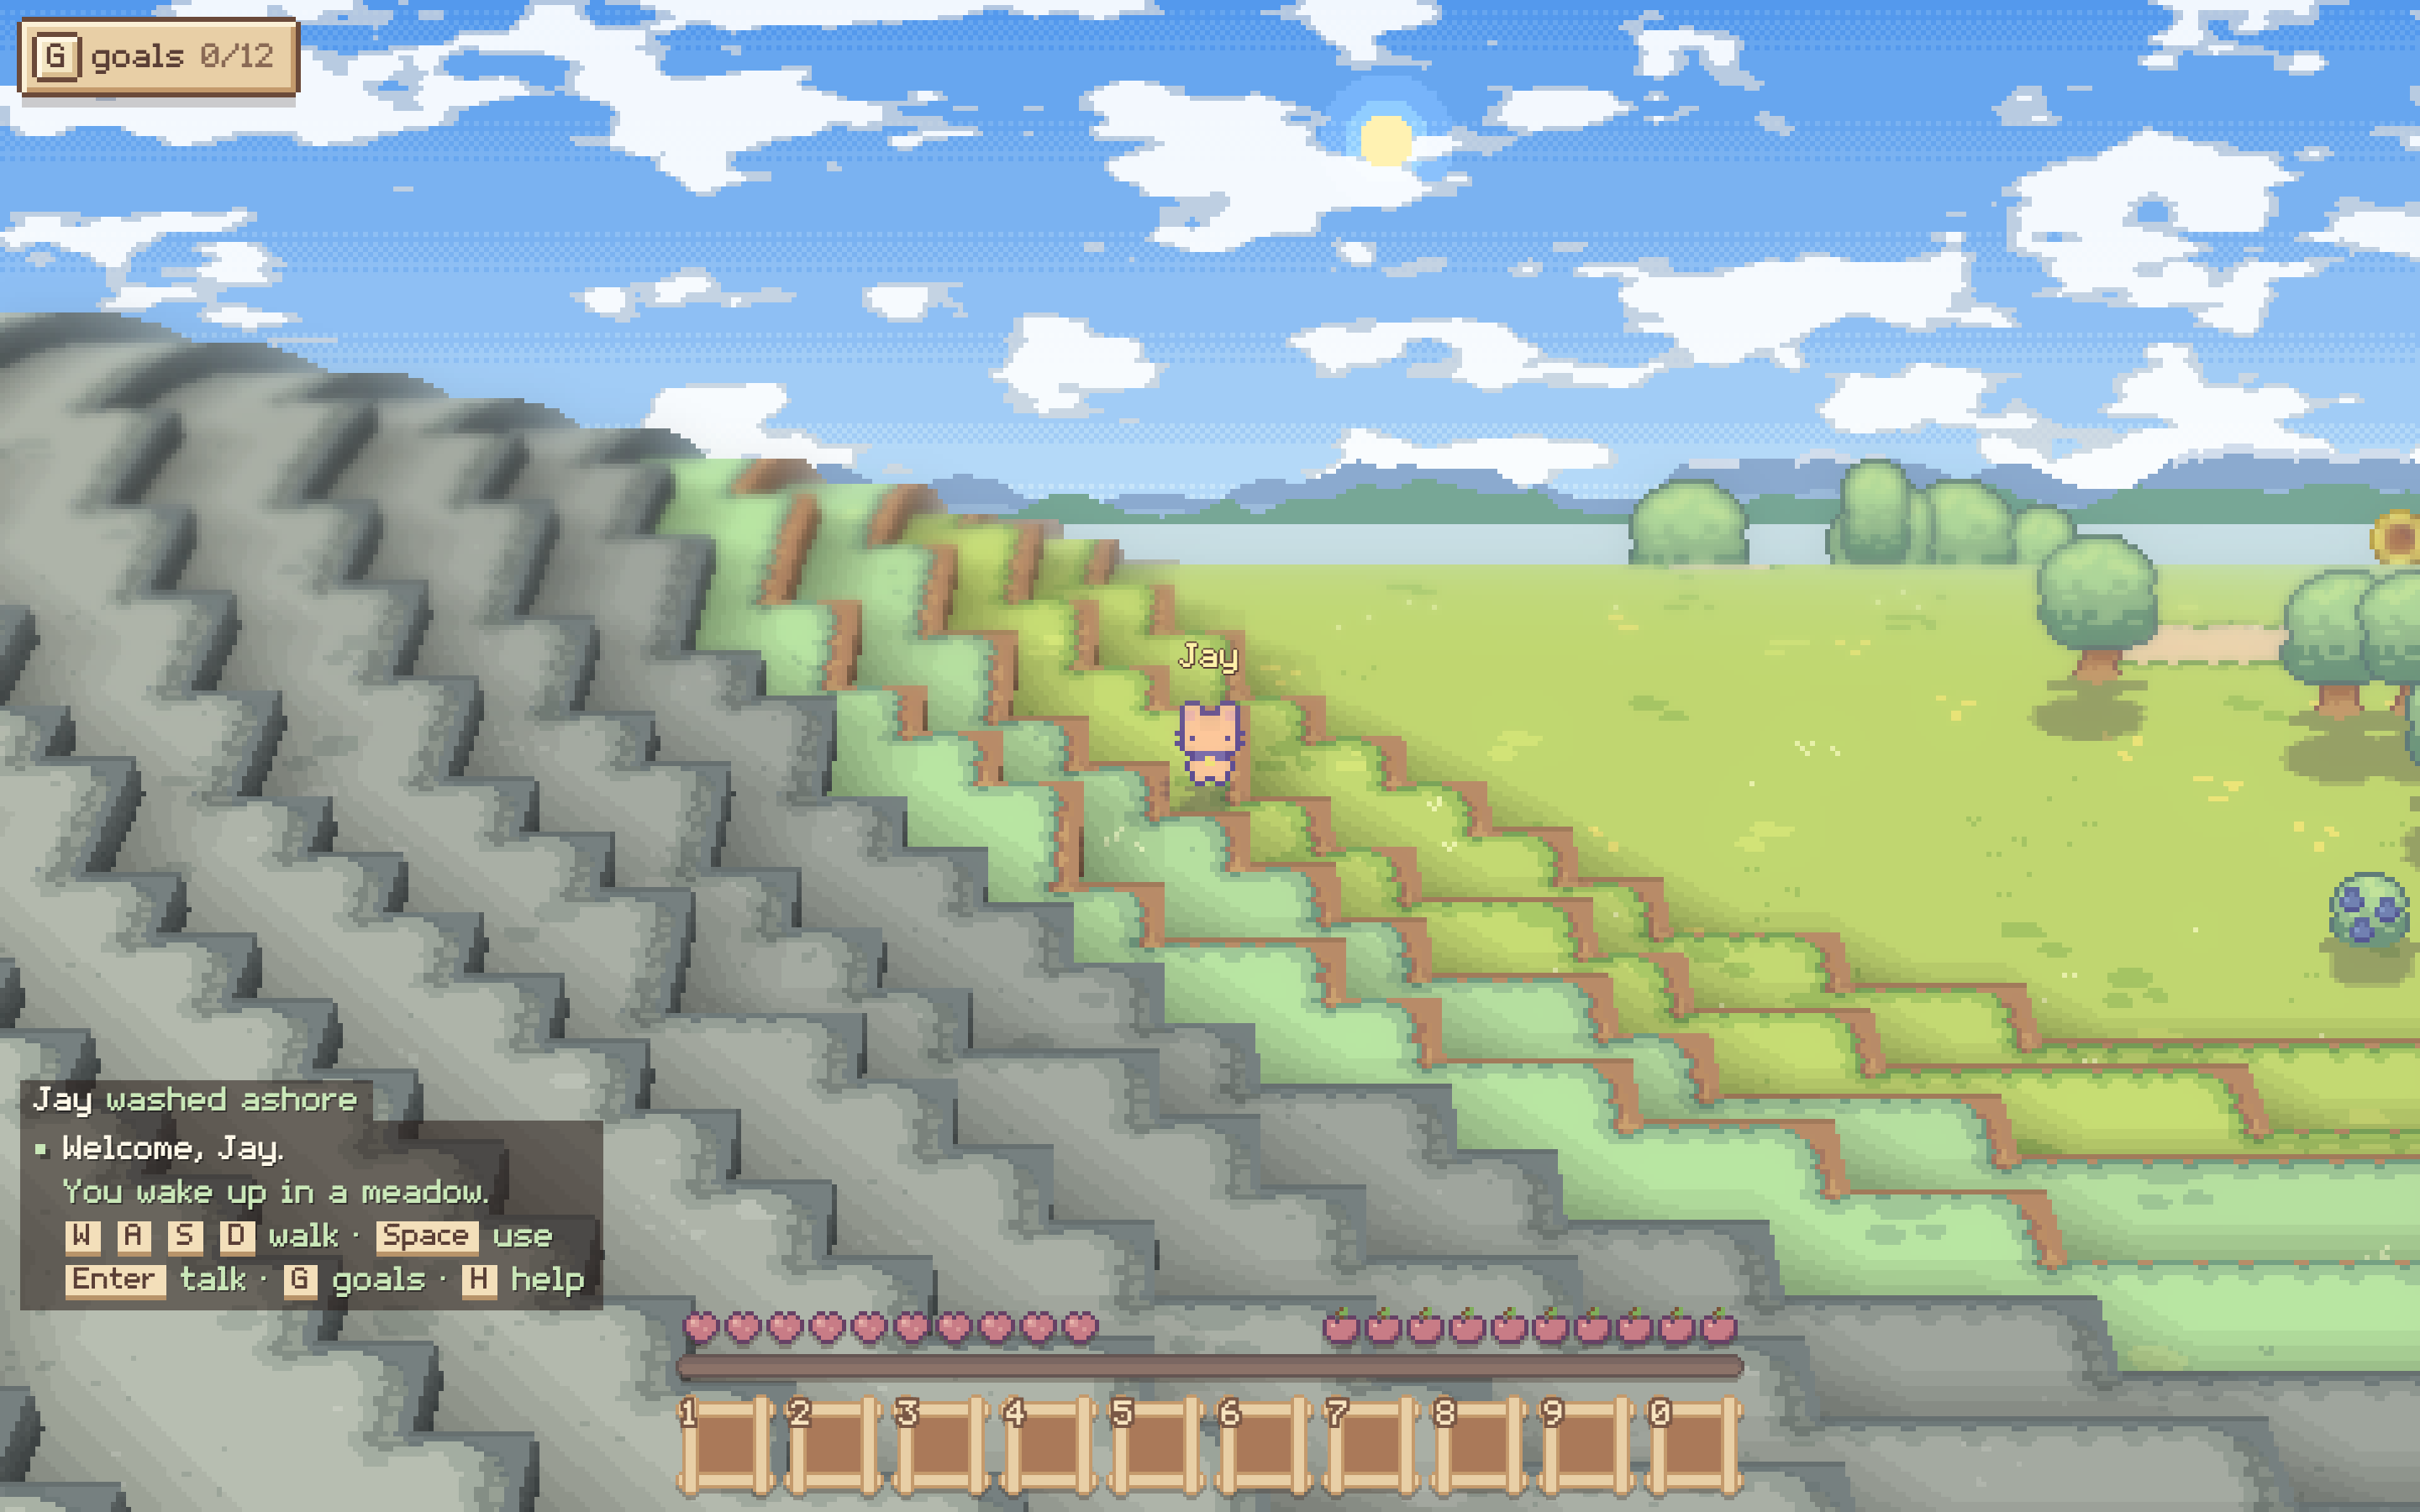 G goals 0/12
Jay
Jay washed ashore
Welcome, Jay.
You wake up in a meadow.
W A S D walk · Space use
Enter talk · G goals · H help
1 2 3 4 5 6 7 8 9 0